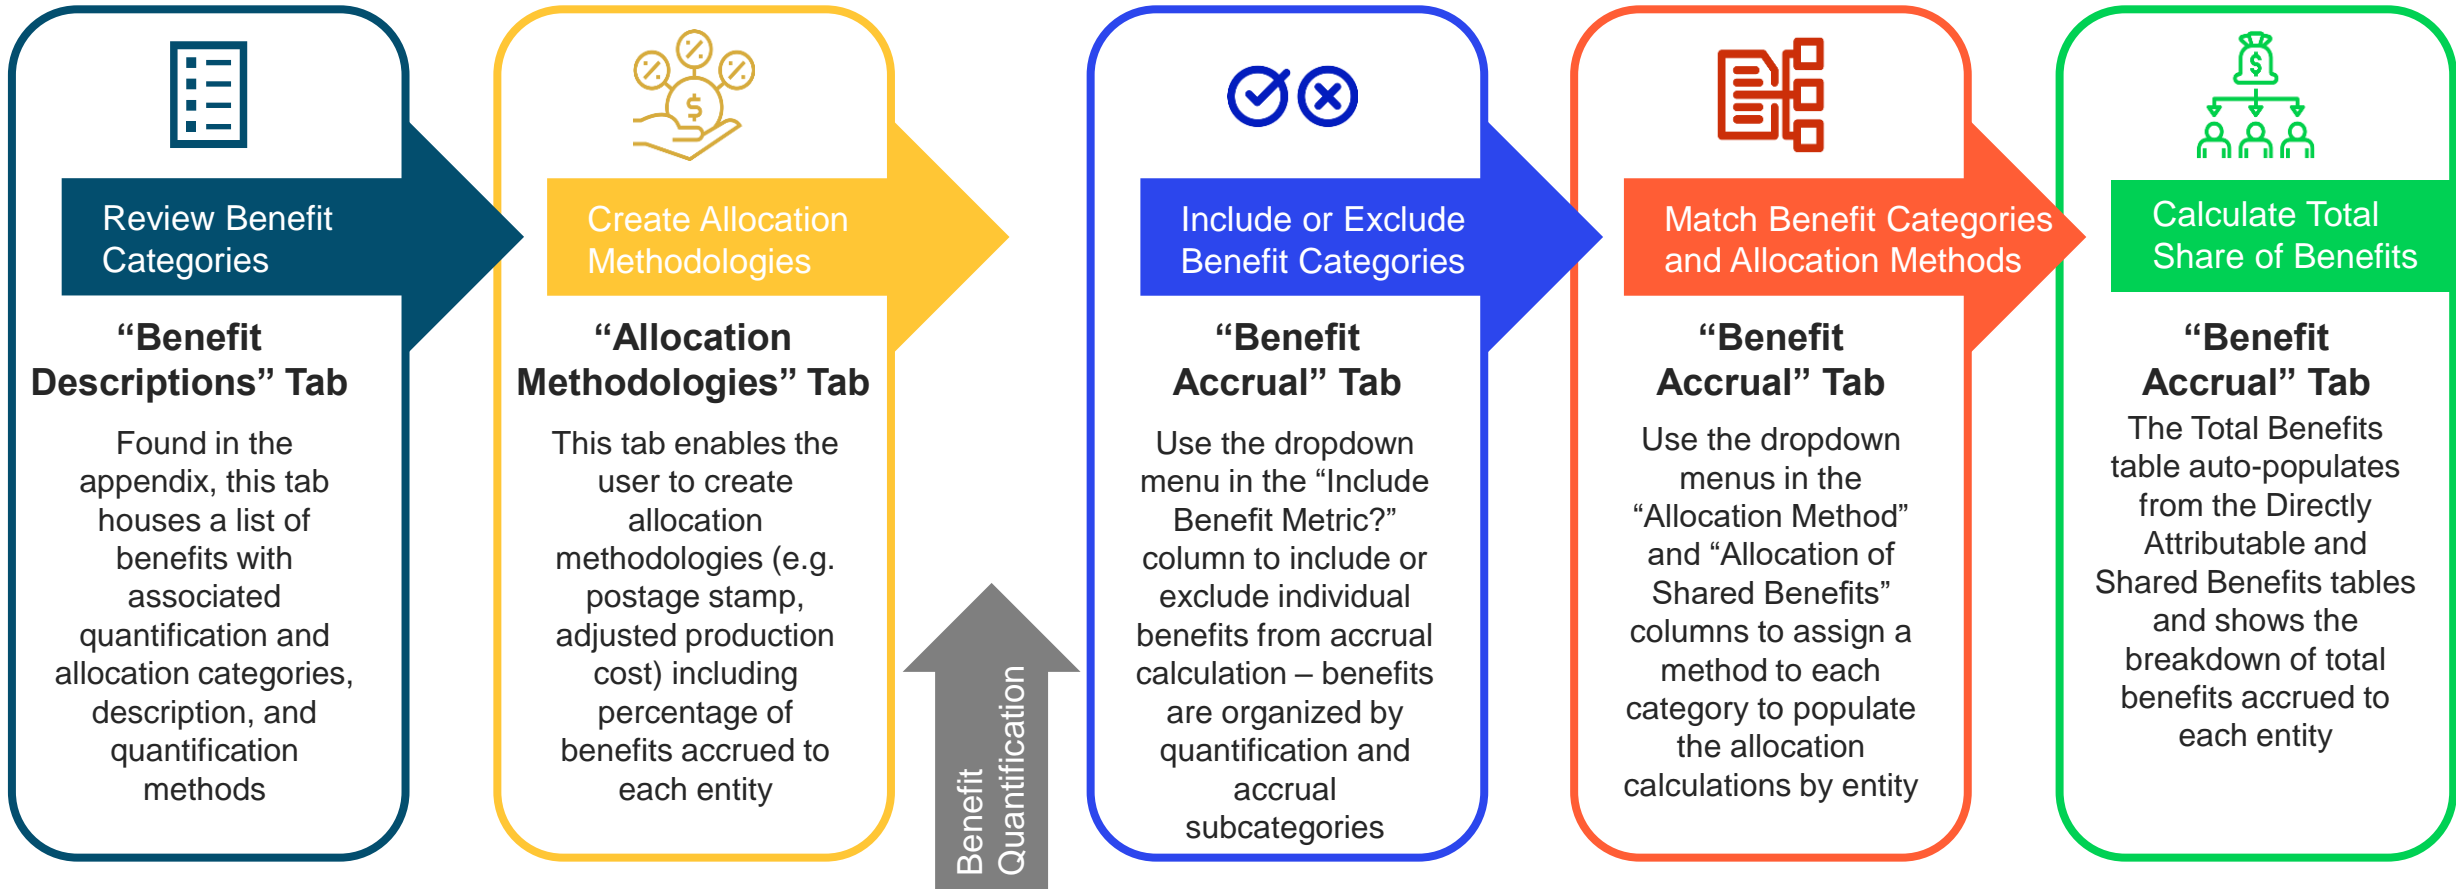 Review Benefit
Categories
“Benefit
Descriptions” Tab
Found in the
appendix, this tab
houses a list of
benefits with
associated
quantification and
allocation categories,
description, and
quantification
methods
Create Allocation
Methodologies
“Allocation
Methodologies” Tab
This tab enables the
user to create
allocation
methodologies (e.g.
postage stamp,
adjusted production
cost) including
percentage of
benefits accrued to
each entity
Benefit
Quantification
Include or Exclude
Benefit Categories
“Benefit
Accrual” Tab
Use the dropdown
menu in the “Include
Benefit Metric?”
column to include or
exclude individual
benefits from accrual
calculation – benefits
are organized by
quantification and
accrual
subcategories
Match Benefit Categories
and Allocation Methods
“Benefit
Accrual” Tab
Use the dropdown
menus in the
“Allocation Method”
and “Allocation of
Shared Benefits”
columns to assign a
method to each
category to populate
the allocation
calculations by entity
Calculate Total
Share of Benefits
“Benefit
Accrual” Tab
The Total Benefits
table auto-populates
from the Directly
Attributable and
Shared Benefits tables
and shows the
breakdown of total
benefits accrued to
each entity